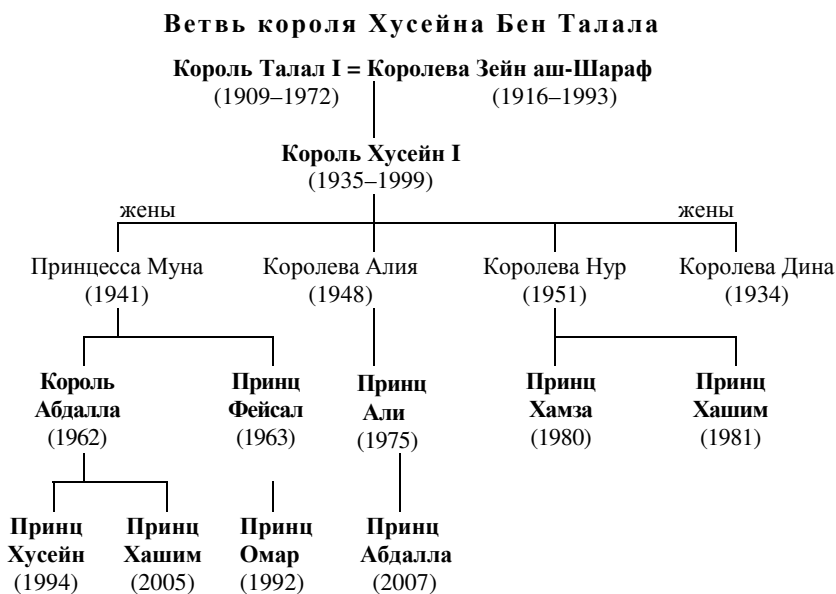 Ветвь короля Хусейна Бен Талала
Король Талал I = Королева Зейн аш-Шараф
(1909–1972) (1916–1993)
Король Хусейн I
(1935–1999)
жены жены
Принцесса Муна Королева Алия Королева Нур Королева Дина
(1941) (1948) (1951) (1934)
Король Принц Принц Принц Принц
Абдалла Фейсал Али Хамза Хашим
(1962) (1963) (1975) (1980) (1981)
Принц Принц Принц Принц
Хусейн Хашим Омар Абдалла
(1994) (2005) (1992) (2007)